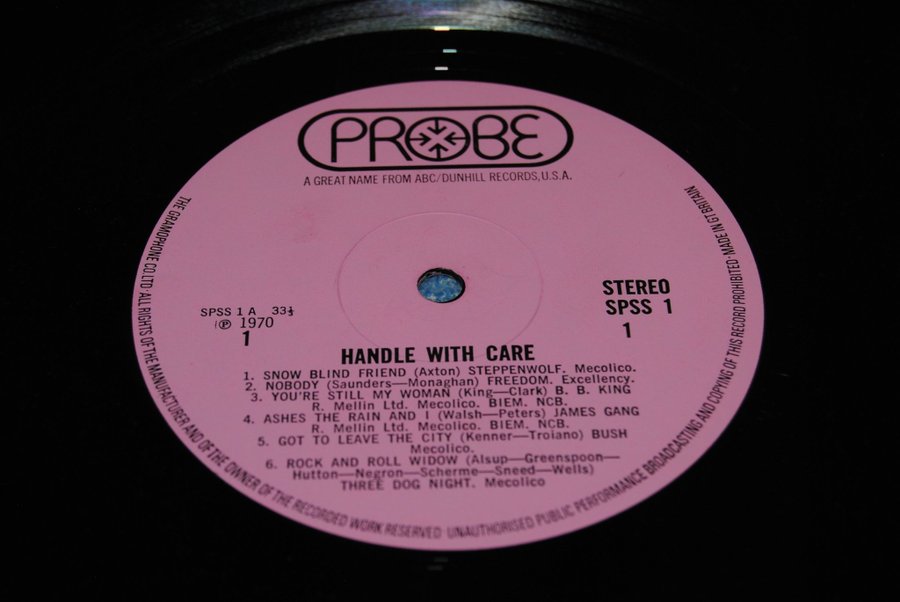 PROBE
A GREAT NAME FROM ABC/DUNHILL RECORDS, U.S.A.
SPSS 1 A 33⅓
℗ 1970
1
STEREO
SPSS 1
1
HANDLE WITH CARE
1. SNOW BLIND FRIEND (Axton) STEPPENWOLF. Mecolico.
2. NOBODY (Saunders—Monaghan) FREEDOM. Excellency.
3. YOU'RE STILL MY WOMAN (King—Clark) B. B. KING
R. Mellin Ltd. Mecolico. BIEM. NCB.
4. ASHES THE RAIN AND I (Walsh—Peters) JAMES GANG
R. Mellin Ltd. Mecolico. BIEM. NCB.
5. GOT TO LEAVE THE CITY (Kenner—Troiano) BUSH
Mecolico.
6. ROCK AND ROLL WIDOW (Alsup—Greenspoon—
Hutton—Negron—Scherme—Sneed—Wells)
THREE DOG NIGHT. Mecolico
THE GRAMOPHONE CO. LTD · ALL RIGHTS OF THE MANUFACTURER AND OF THE OWNER OF THE RECORDED WORK RESERVED · UNAUTHORISED PUBLIC PERFORMANCE BROADCASTING AND COPYING OF THIS RECORD PROHIBITED · MADE IN GT BRITAIN